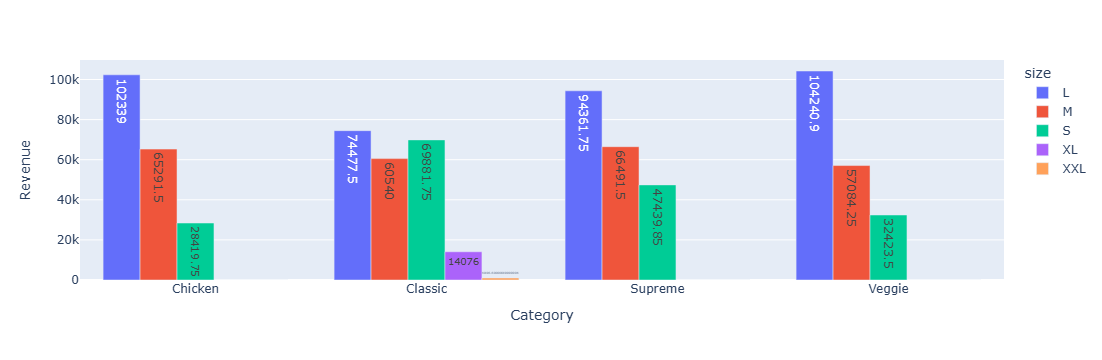 size
L
M
S
XL
XXL
Revenue
100k
80k
60k
40k
20k
0
102339
65291.5
28419.75
74477.5
60540
69881.75
14076
94361.75
66491.5
47439.85
104240.9
57084.25
32423.5
Chicken
Classic
Supreme
Veggie
Category